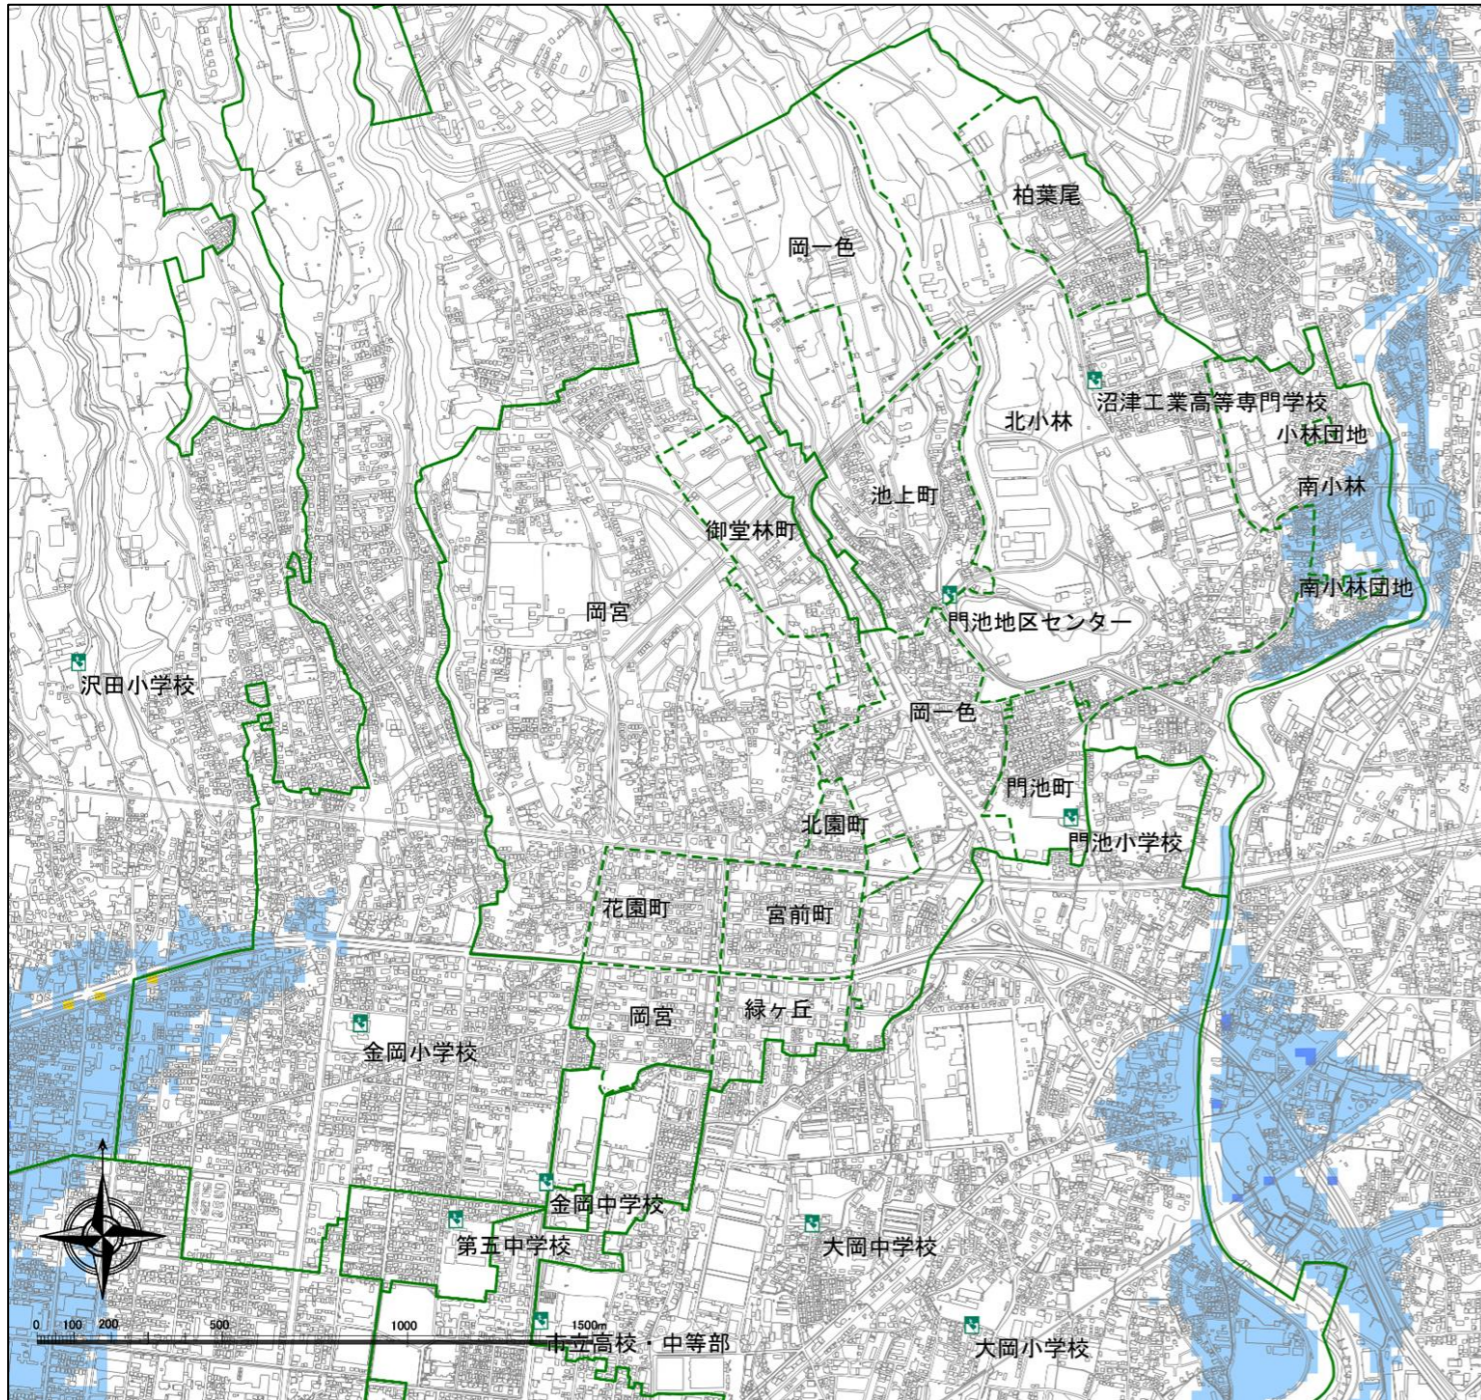 柏葉尾
岡一色
沼津工業高等専門学校
北小林
小林団地
南小林
池上町
御堂林町
南小林団地
岡宮
門池地区センター
沢田小学校
岡一色
門池町
北園町
門池小学校
花園町
宮前町
岡宮
緑ヶ丘
金岡小学校
金岡中学校
第五中学校
大岡中学校
0 100 200 500 1000 1500m
市立高校・中等部
大岡小学校